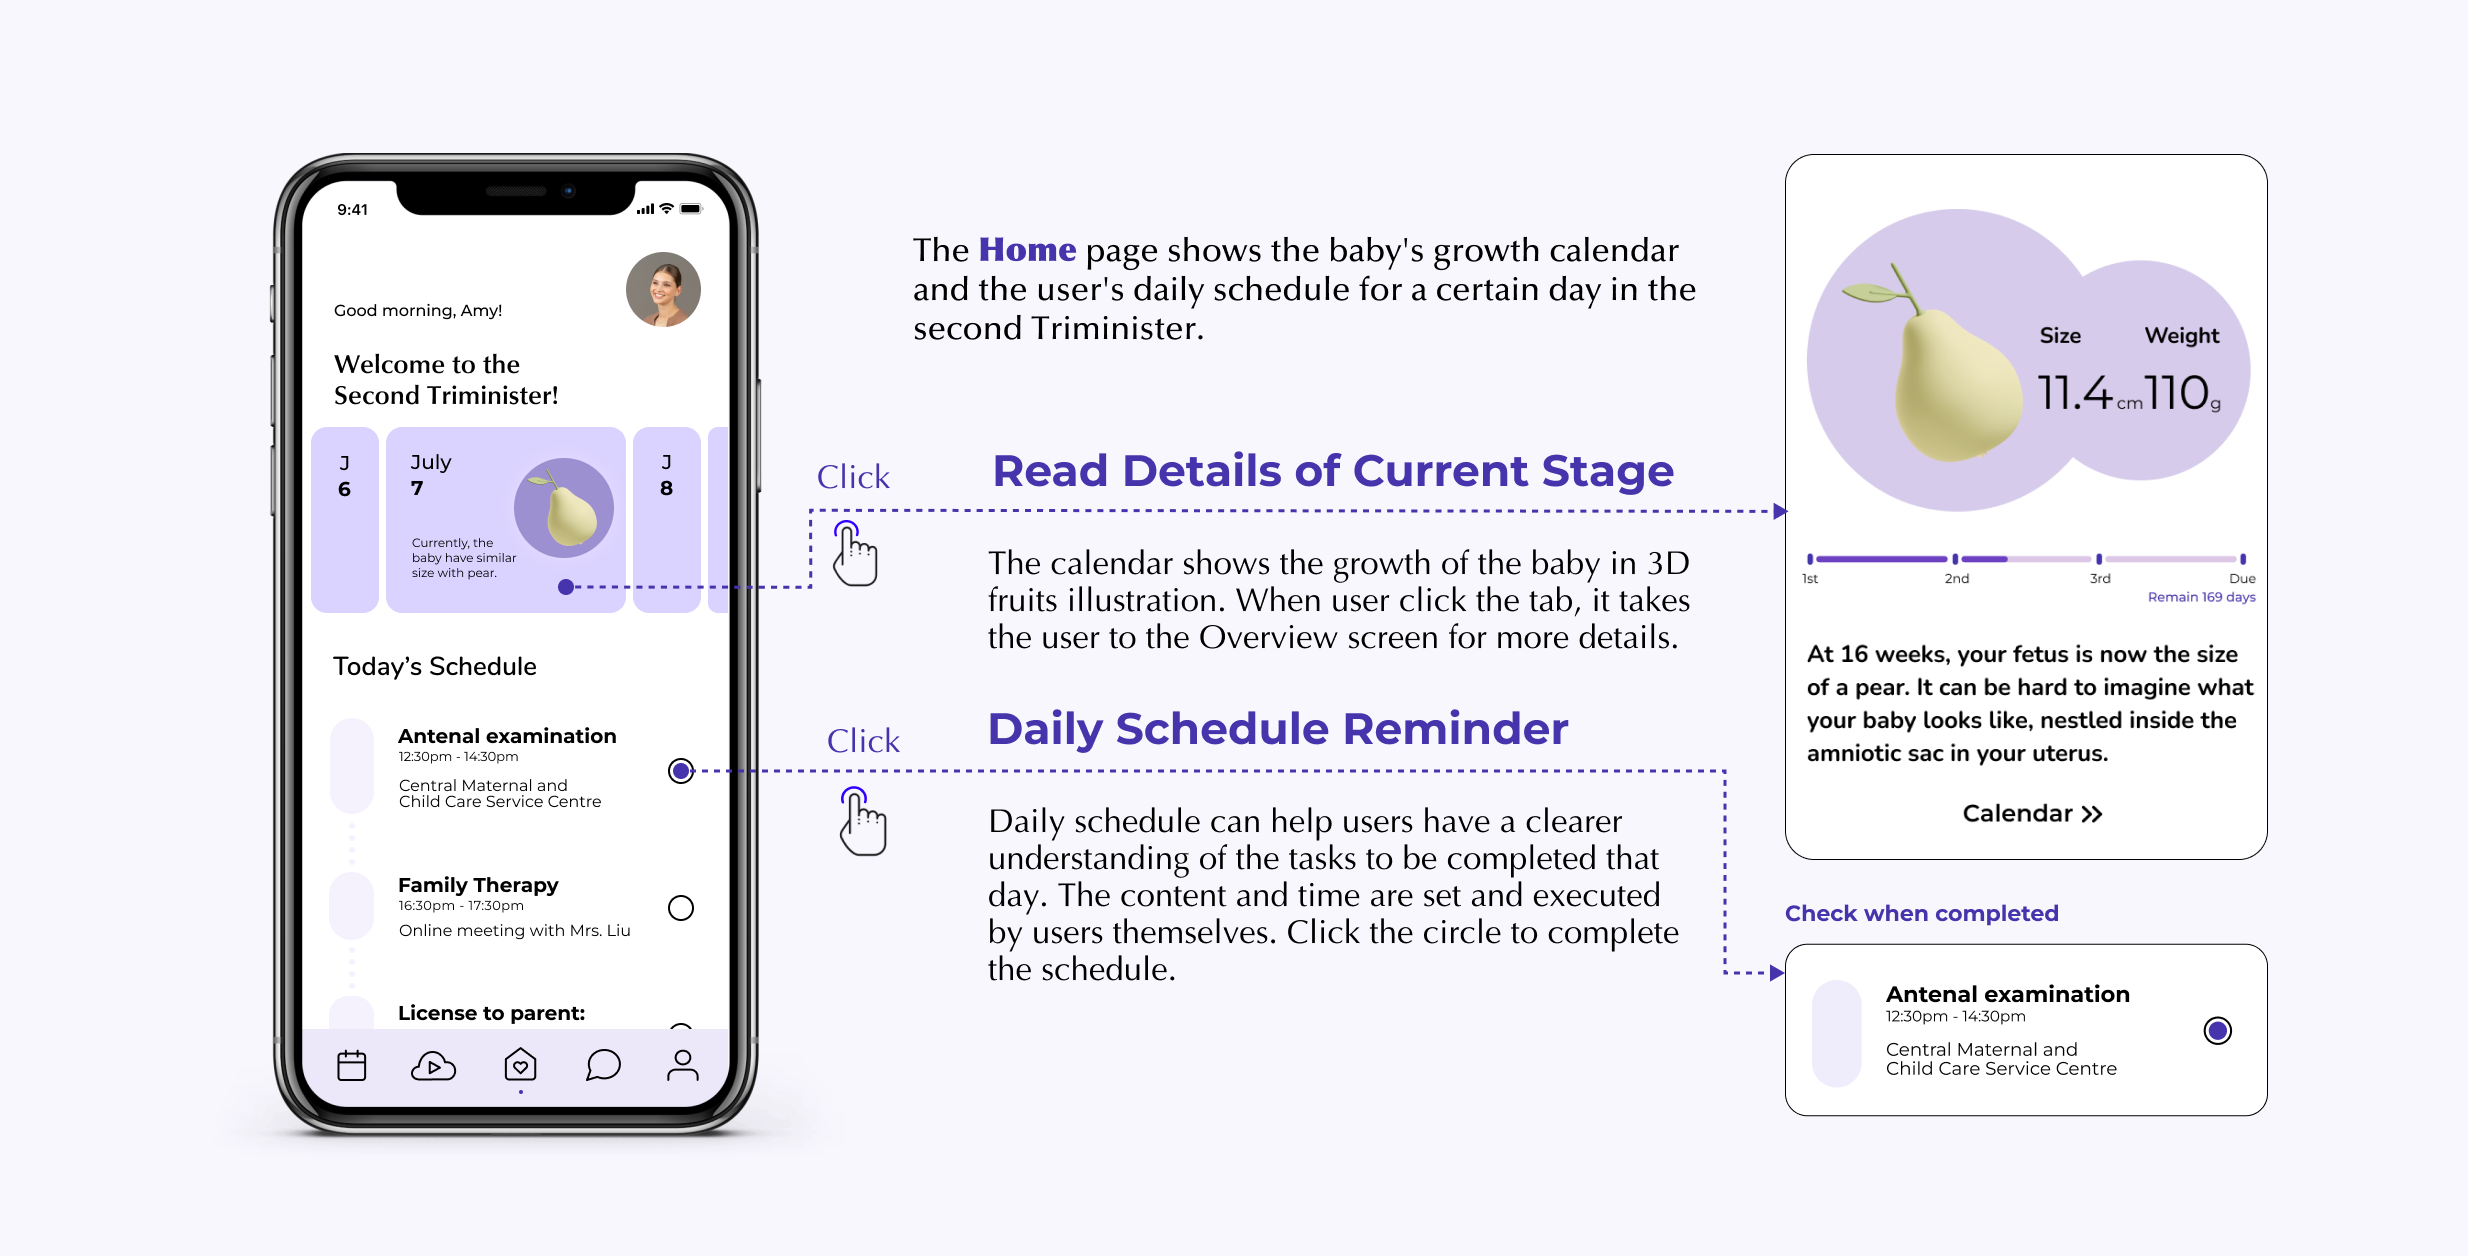 9:41
Good morning, Amy!
Welcome to the
Second Triminister!
J
6
July
7
Currently, the
baby have similar
size with pear.
J
8
Today's Schedule
Antenal examination
12:30pm - 14:30pm
Central Maternal and
Child Care Service Centre
Family Therapy
16:30pm - 17:30pm
Online meeting with Mrs. Liu
License to parent:
The Home page shows the baby's growth calendar
and the user's daily schedule for a certain day in the
second Triminister.
Click
Read Details of Current Stage
The calendar shows the growth of the baby in 3D
fruits illustration. When user click the tab, it takes
the user to the Overview screen for more details.
Click
Daily Schedule Reminder
Daily schedule can help users have a clearer
understanding of the tasks to be completed that
day. The content and time are set and executed
by users themselves. Click the circle to complete
the schedule.
Size Weight
11.4 cm 110 g
1st 2nd 3rd Due
Remain 169 days
At 16 weeks, your fetus is now the size
of a pear. It can be hard to imagine what
your baby looks like, nestled inside the
amniotic sac in your uterus.
Calendar >>
Check when completed
Antenal examination
12:30pm - 14:30pm
Central Maternal and
Child Care Service Centre